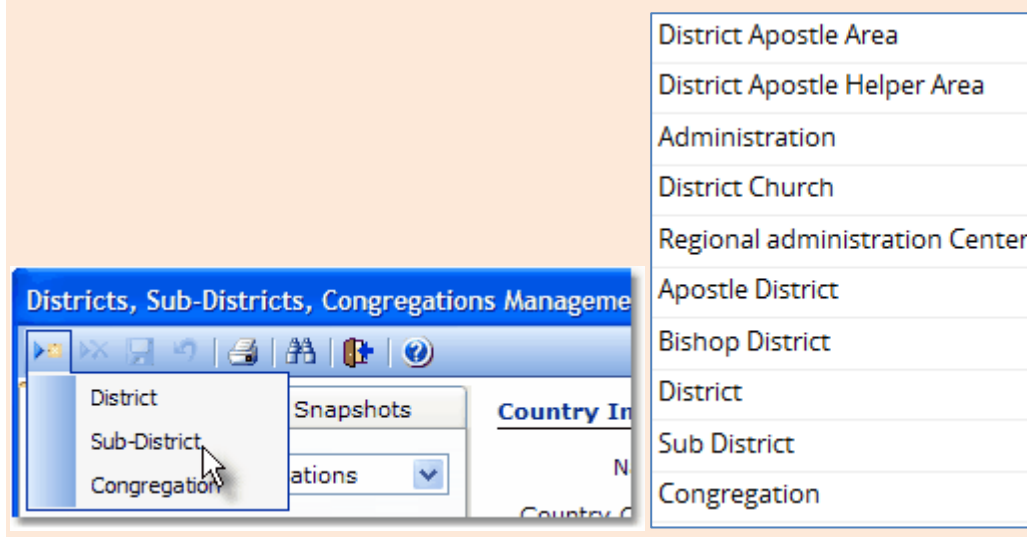 District Apostle Area
District Apostle Helper Area
Administration
District Church
Regional administration Center
Apostle District
Bishop District
District
Sub District
Congregation
Districts, Sub-Districts, Congregations Manageme
District
Sub-District
Congregation
Snapshots
ations
Country In
N
Country C